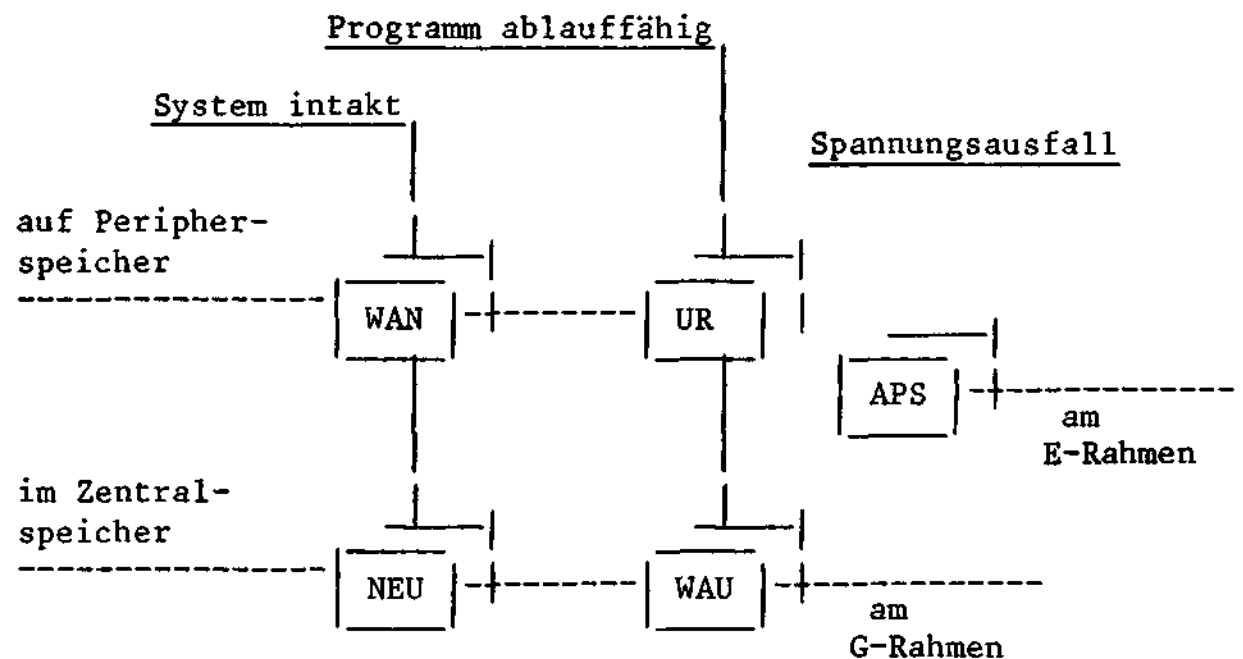 Programm ablauffähig
System intakt
Spannungsausfall
auf Peripher-
speicher
WAN
UR
APS
am
E-Rahmen
im Zentral-
speicher
NEU
WAU
am
G-Rahmen